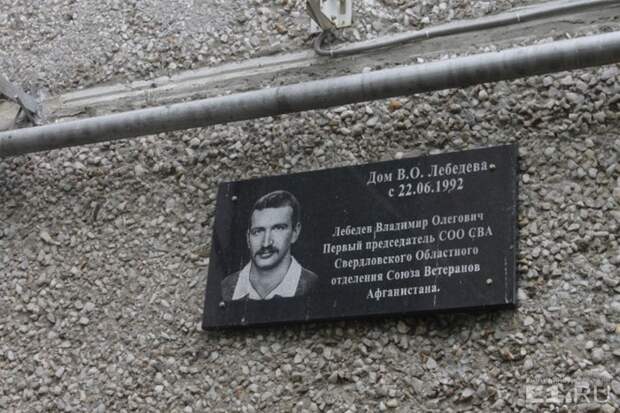 Дом В.О. Лебедева
с 22.06.1992
Лебедев Владимир Олегович
Первый председатель СОО СВА
Свердловского Областного
отделения Союза Ветеранов
Афганистана.
E1.RU